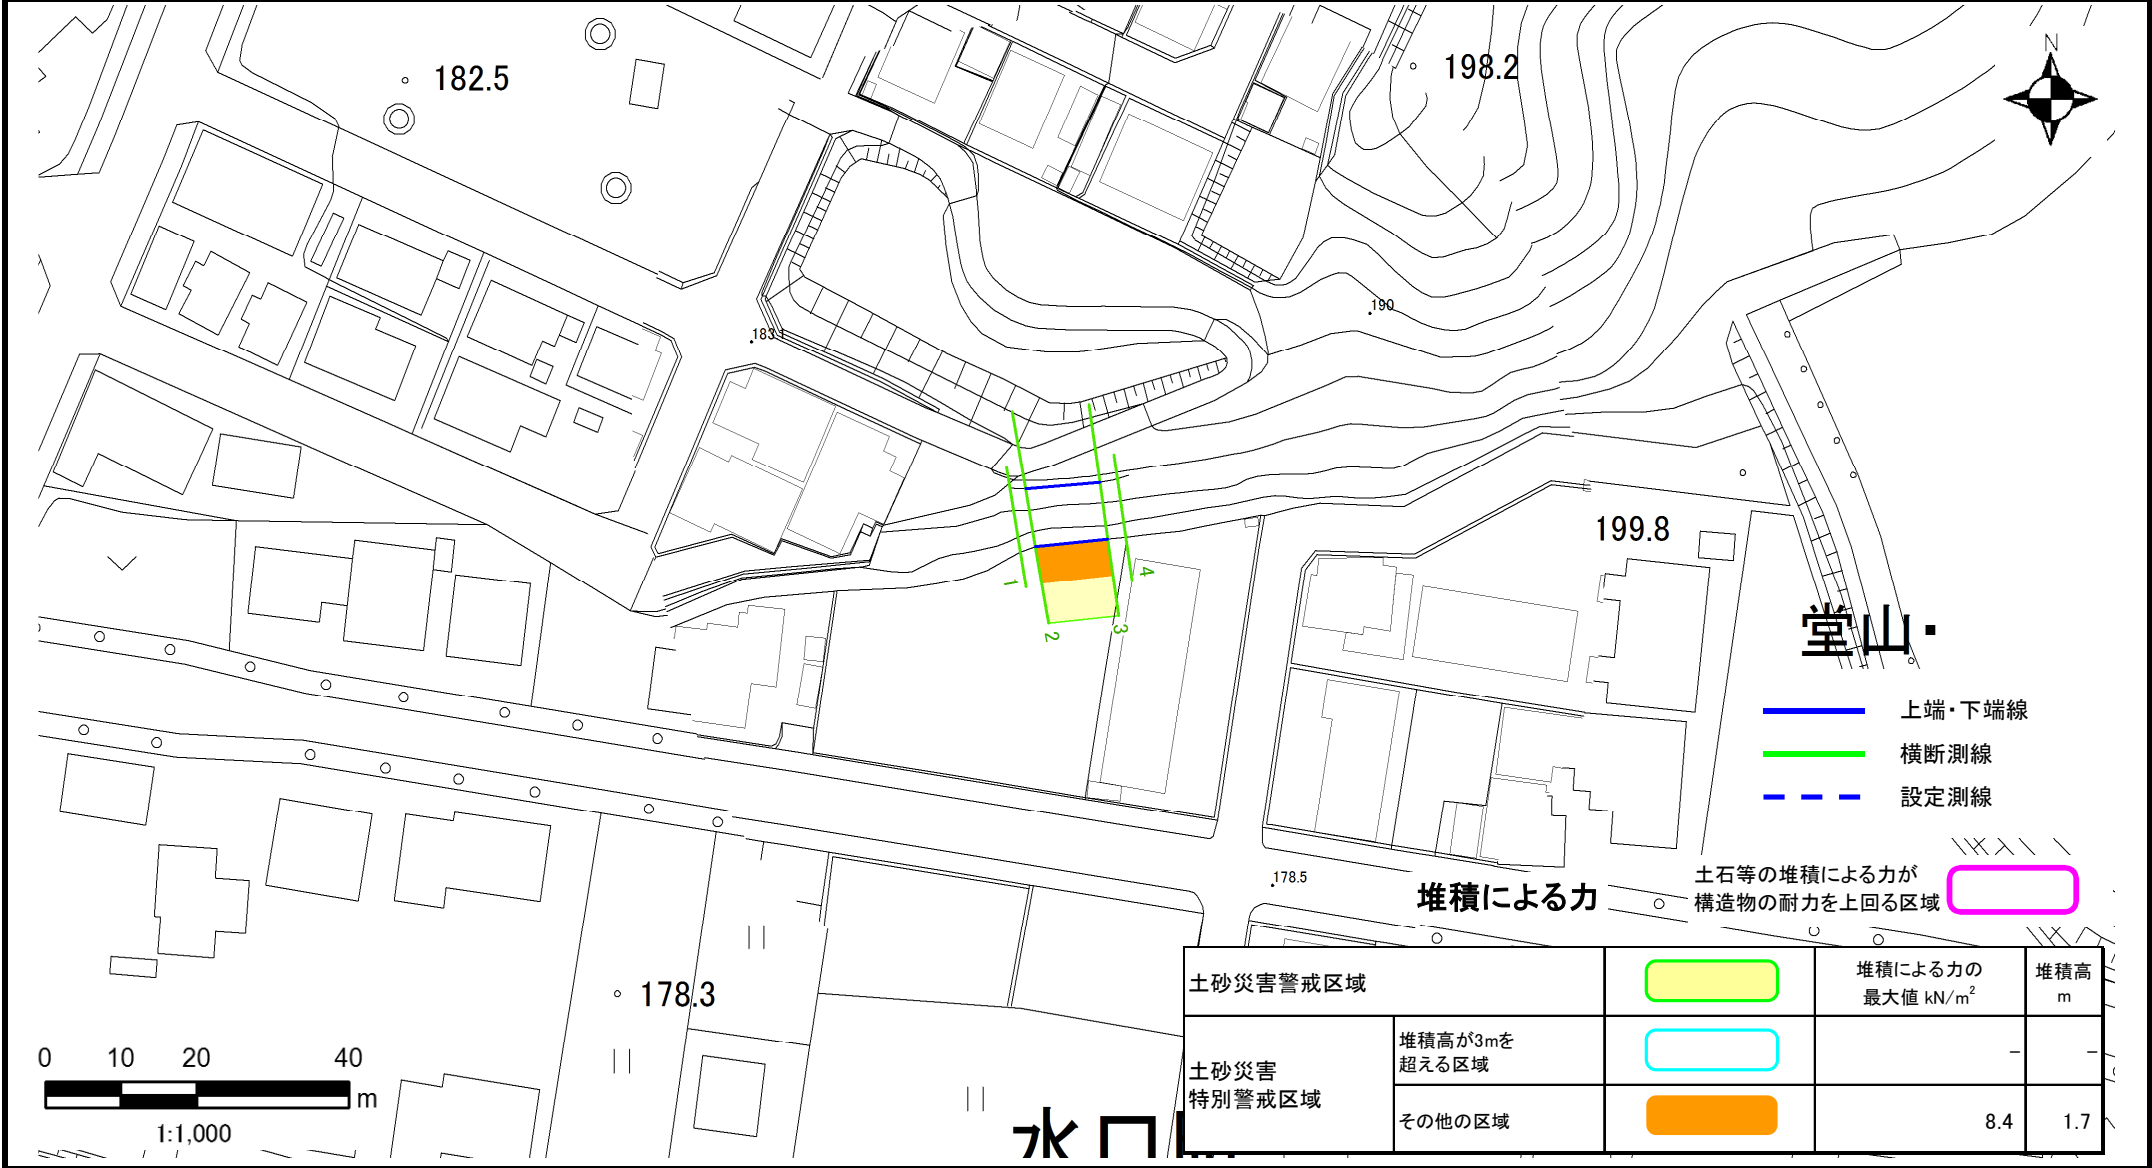 N
182.5
198.2
190
183.1
199.8
1
2
3
4
堂山・
上端・下端線
横断測線
設定測線
土石等の堆積による力が
構造物の耐力を上回る区域
堆積による力
178.5
178.3
土砂災害警戒区域
堆積による力の
最大値 kN/m²
堆積高
m
土砂災害
特別警戒区域
堆積高が3mを
超える区域
－ －
その他の区域
8.4 1.7
0 10 20 40
m
1:1,000
水口